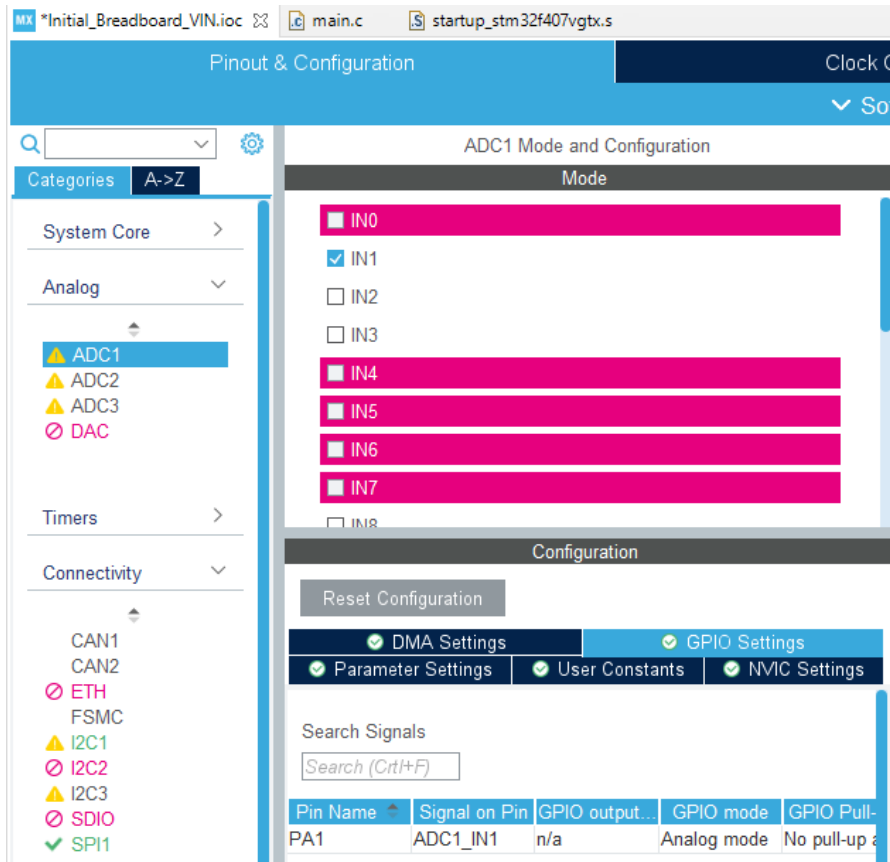 MX *Initial_Breadboard_VIN.ioc
.c main.c
.S startup_stm32f407vgtx.s
Pinout & Configuration
Clock C
So
Categories
A->Z
System Core
Analog
ADC1
ADC2
ADC3
DAC
Timers
Connectivity
CAN1
CAN2
ETH
FSMC
I2C1
I2C2
I2C3
SDIO
SPI1
ADC1 Mode and Configuration
Mode
IN0
IN1
IN2
IN3
IN4
IN5
IN6
IN7
IN8
Configuration
Reset Configuration
DMA Settings
GPIO Settings
Parameter Settings
User Constants
NVIC Settings
Search Signals
Search (Crtl+F)
Pin Name Signal on Pin GPIO output... GPIO mode GPIO Pull-
PA1 ADC1_IN1 n/a Analog mode No pull-up a